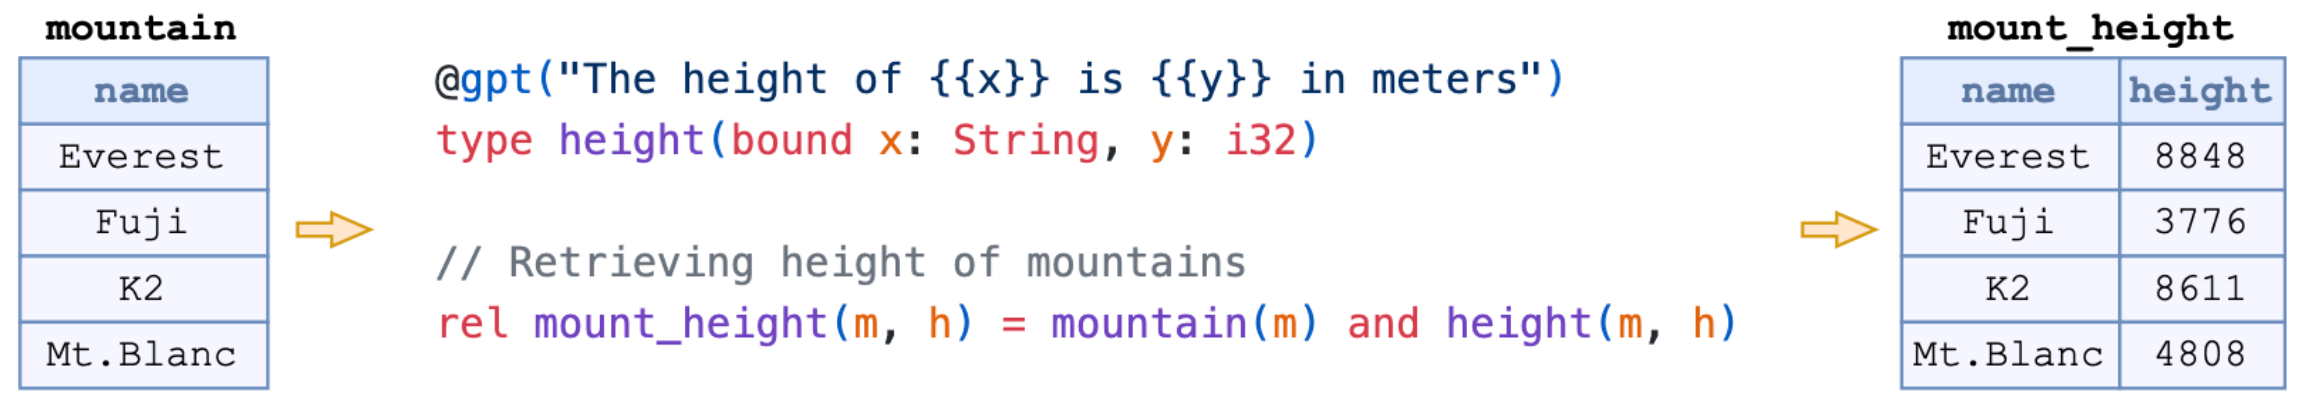 mountain
name
Everest
Fuji
K2
Mt.Blanc
@gpt("The height of {{x}} is {{y}} in meters")
type height(bound x: String, y: i32)
// Retrieving height of mountains
rel mount_height(m, h) = mountain(m) and height(m, h)
mount_height
name height
Everest 8848
Fuji 3776
K2 8611
Mt.Blanc 4808